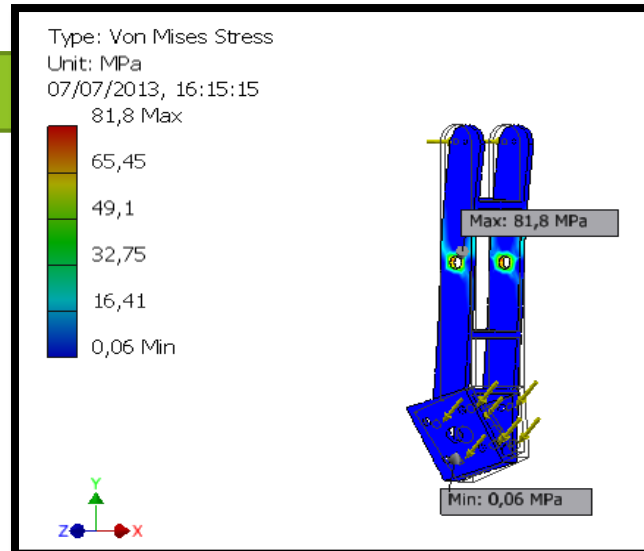 Type: Von Mises Stress
Unit: MPa
07/07/2013, 16:15:15
81,8 Max
65,45
49,1
32,75
16,41
0,06 Min
Max: 81,8 MPa
Min: 0,06 MPa
Y
Z
X